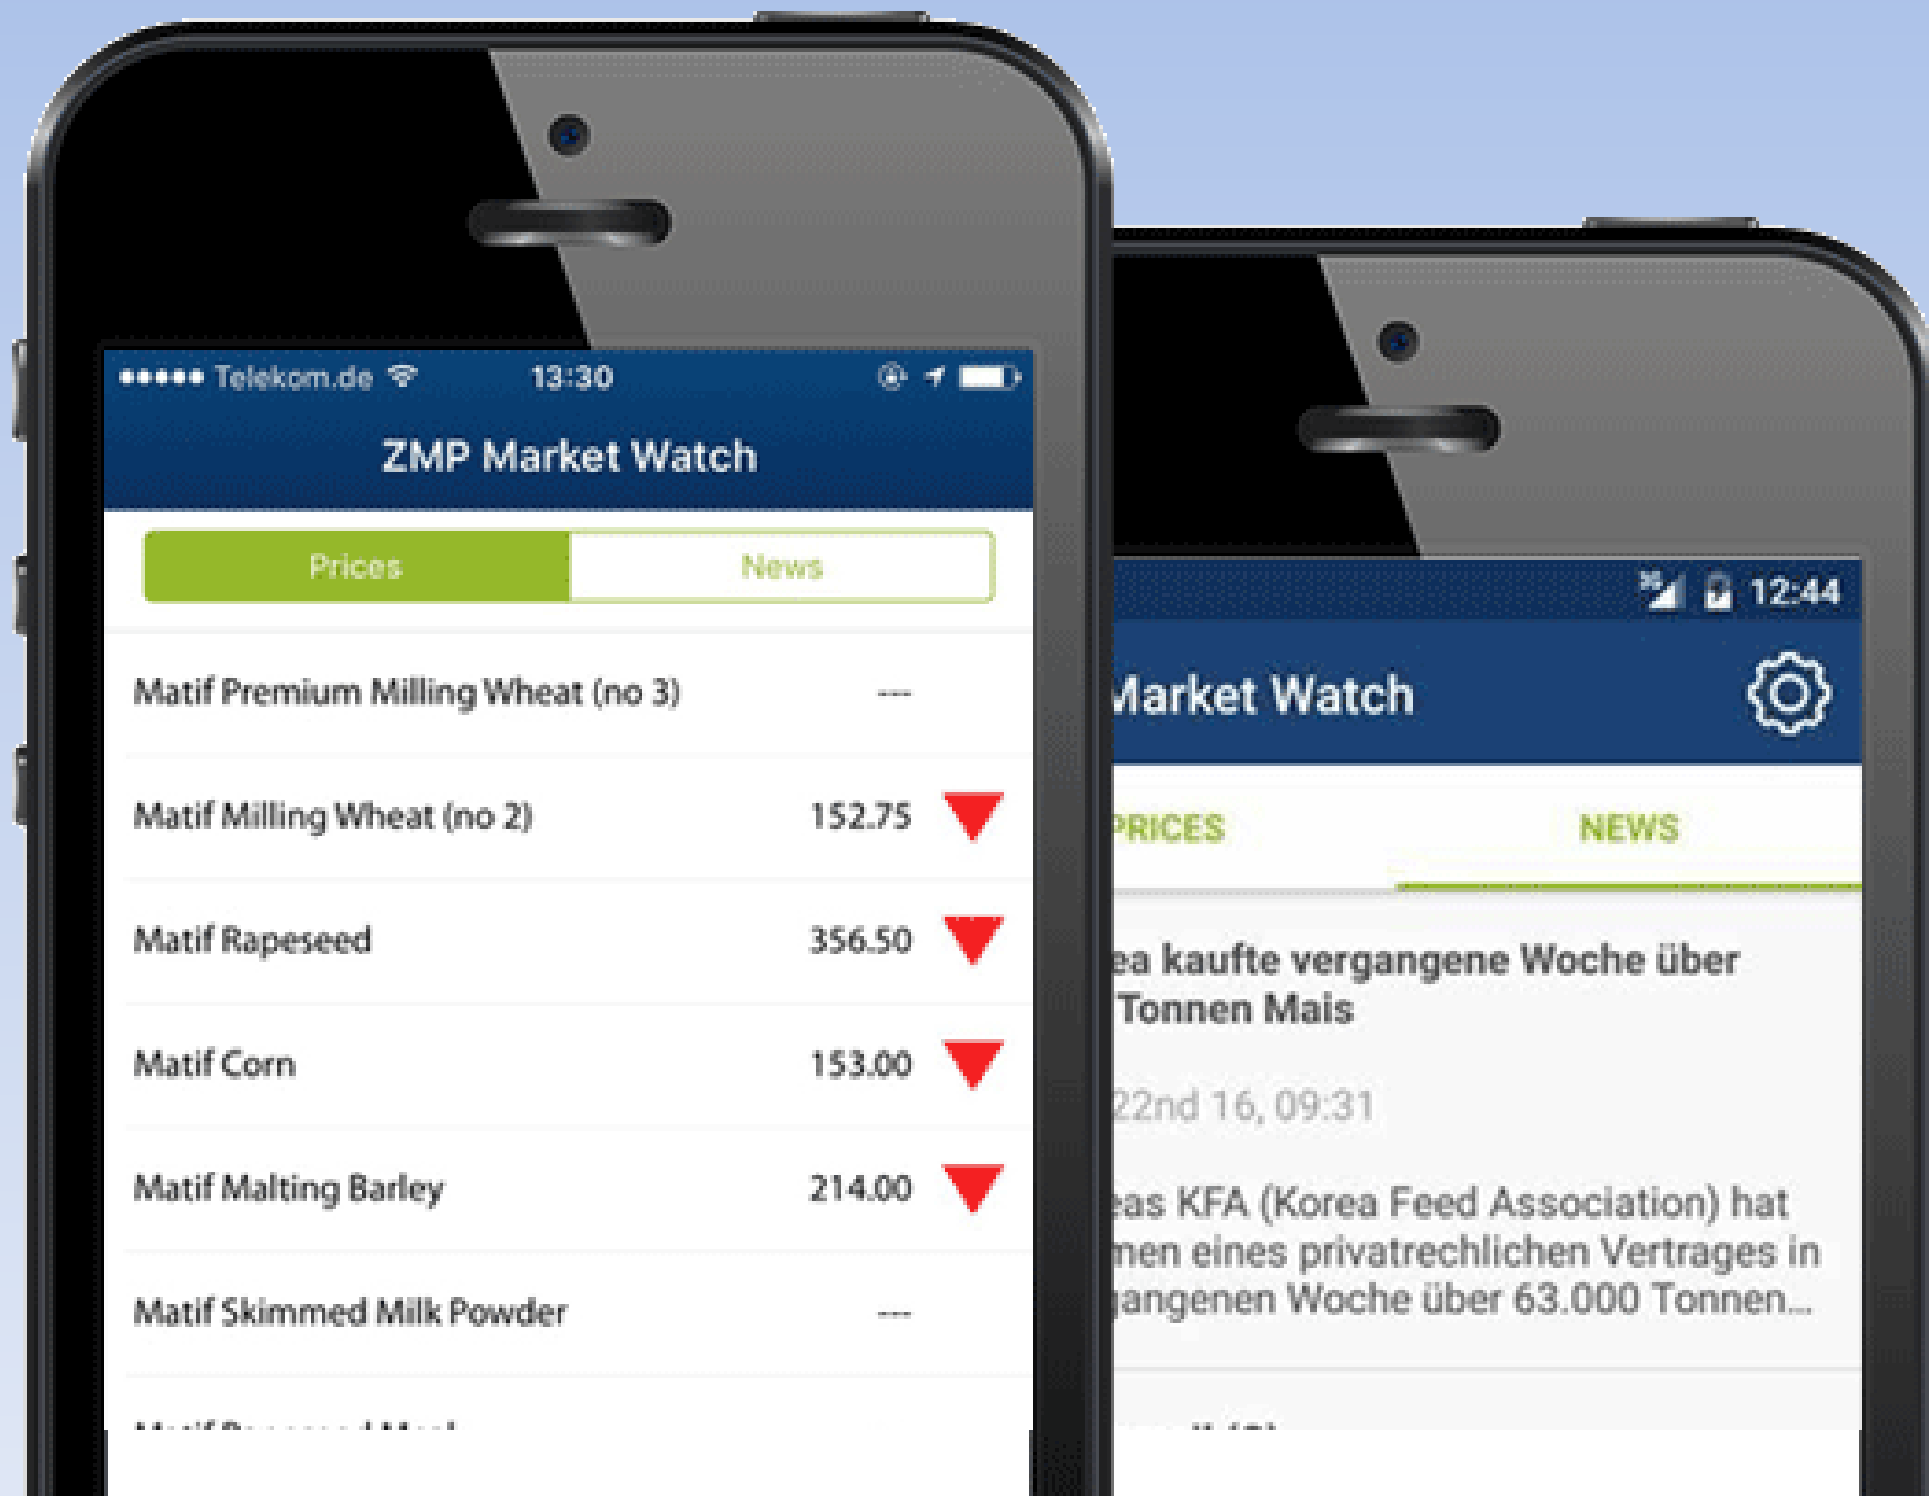 Telekom.de 13:30
ZMP Market Watch
Prices News
Matif Premium Milling Wheat (no 3) ---
Matif Milling Wheat (no 2) 152.75
Matif Rapeseed 356.50
Matif Corn 153.00
Matif Malting Barley 214.00
Matif Skimmed Milk Powder ---
3G 12:44
Market Watch
PRICES NEWS
ea kaufte vergangene Woche über
Tonnen Mais
22nd 16, 09:31
eas KFA (Korea Feed Association) hat
men eines privatrechlichen Vertrages in
gangenen Woche über 63.000 Tonnen...